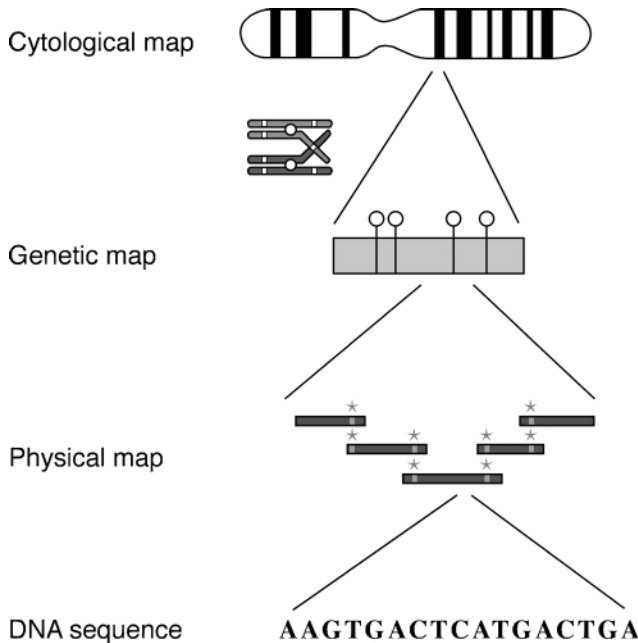 Cytological map
Genetic map
Physical map
DNA sequence AAGTGACTCATGACTGA